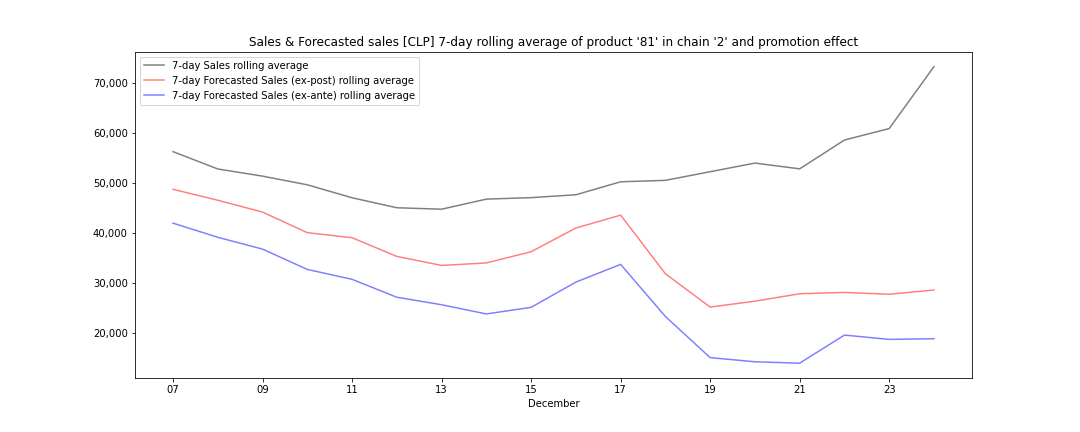 Sales & Forecasted sales [CLP] 7-day rolling average of product '81' in chain '2' and promotion effect
7-day Sales rolling average
7-day Forecasted Sales (ex-post) rolling average
7-day Forecasted Sales (ex-ante) rolling average
70,000
60,000
50,000
40,000
30,000
20,000
07 09 11 13 15 17 19 21 23
December